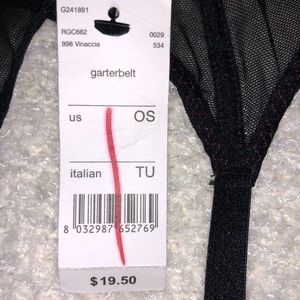 G241881
RGC662 0029
998 Vinaccia 534
garterbelt
us OS
italian TU
8 032987 652769
$19.50